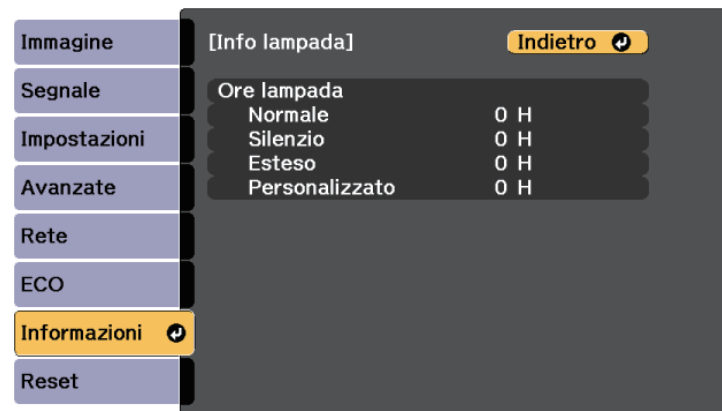 Immagine
Segnale
Impostazioni
Avanzate
Rete
ECO
Informazioni
Reset
[Info lampada]
Indietro
Ore lampada
Normale 0 H
Silenzio 0 H
Esteso 0 H
Personalizzato 0 H